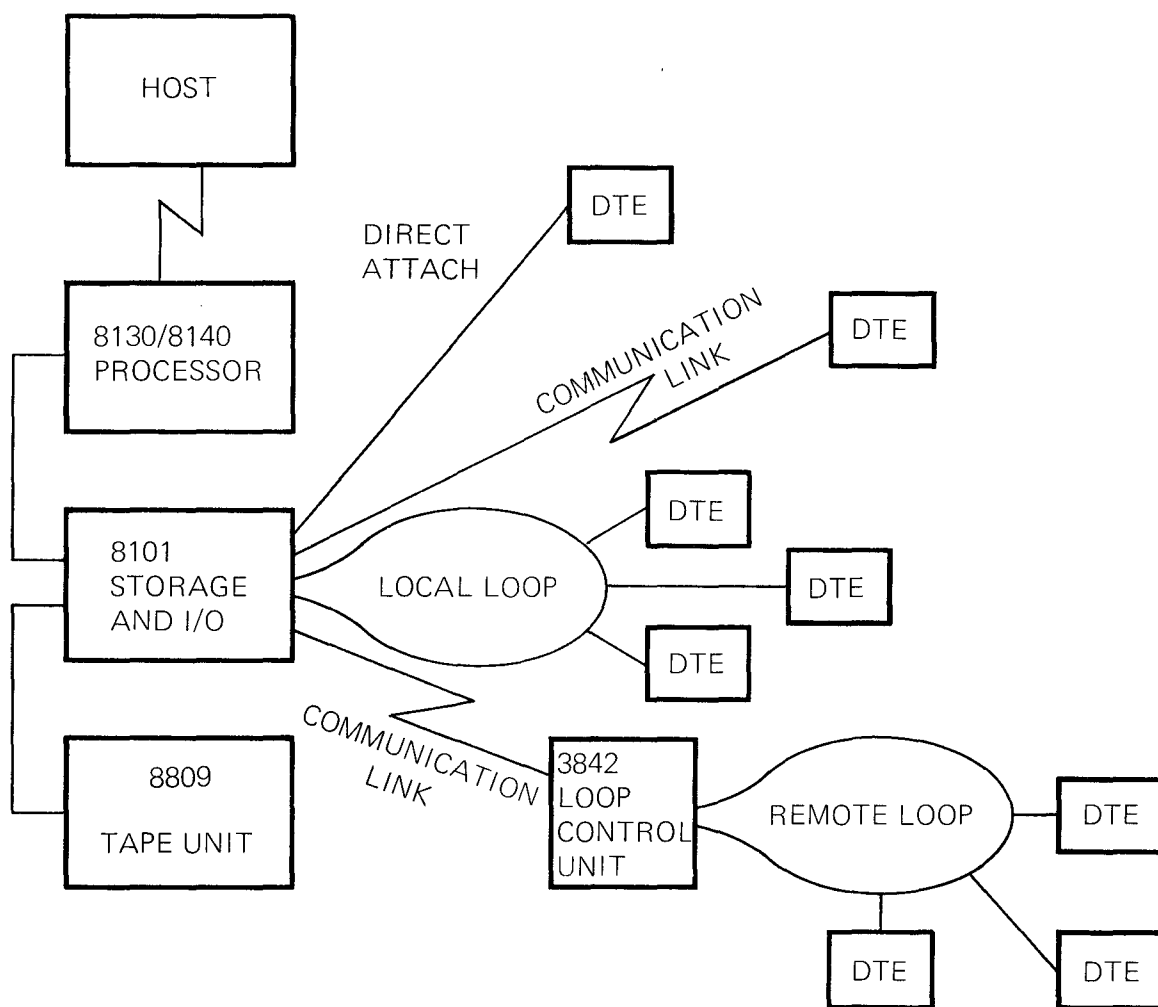 HOST
DTE
DIRECT
ATTACH
8130/8140
PROCESSOR
COMMUNICATION
LINK
DTE
DTE
8101
STORAGE
AND I/O
LOCAL LOOP
DTE
DTE
COMMUNICATION
LINK
8809
TAPE UNIT
3842
LOOP
CONTROL
UNIT
REMOTE LOOP
DTE
DTE
DTE